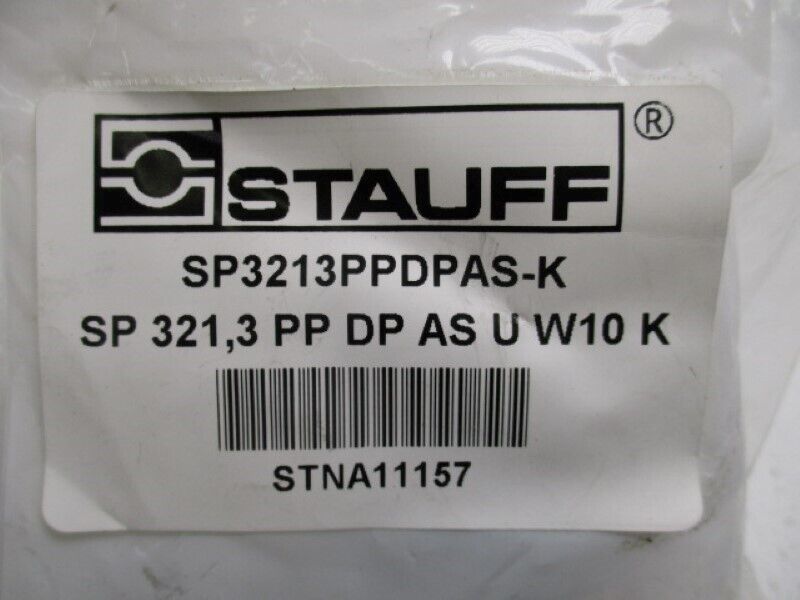 STAUFF®
SP3213PPDPAS-K
SP 321,3 PP DP AS U W10 K
STNA11157